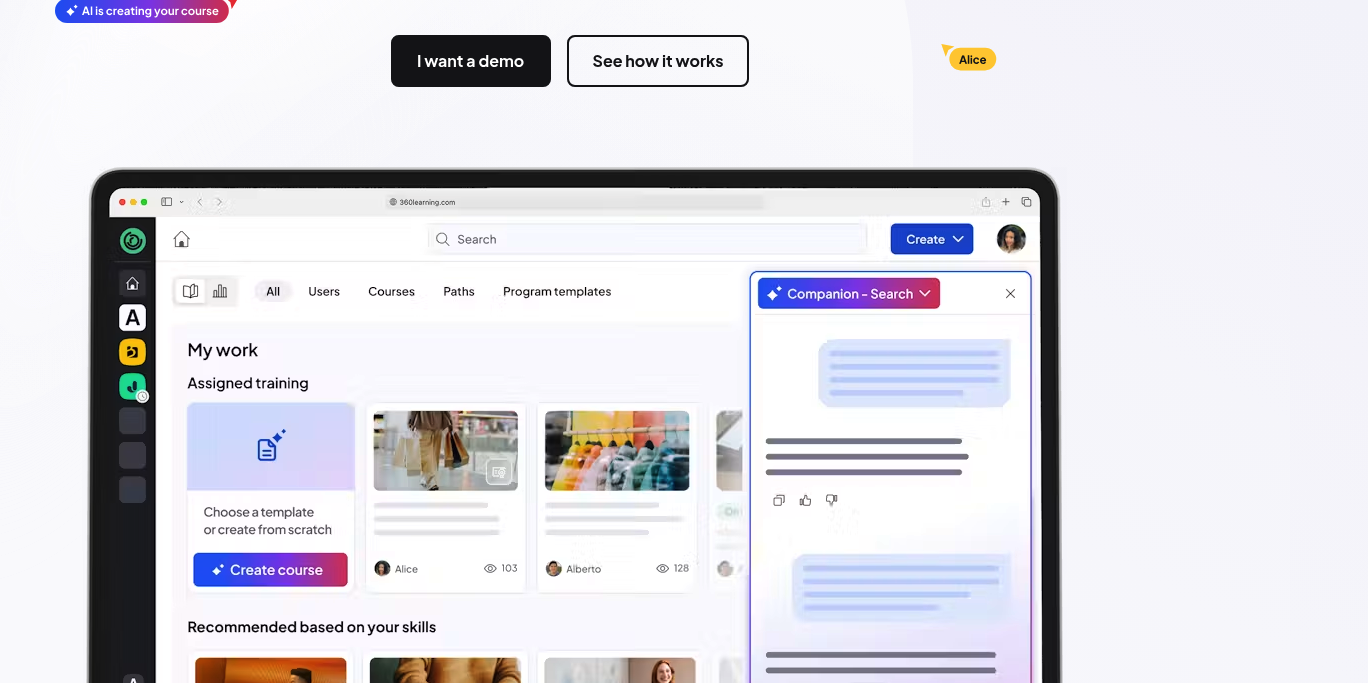 AI is creating your course
I want a demo
See how it works
Alice
360learning.com
Search
Create
All
Users
Courses
Paths
Program templates
Companion - Search
A
My work
Assigned training
Choose a template
or create from scratch
Create course
Alice
103
Alberto
128
Recommended based on your skills